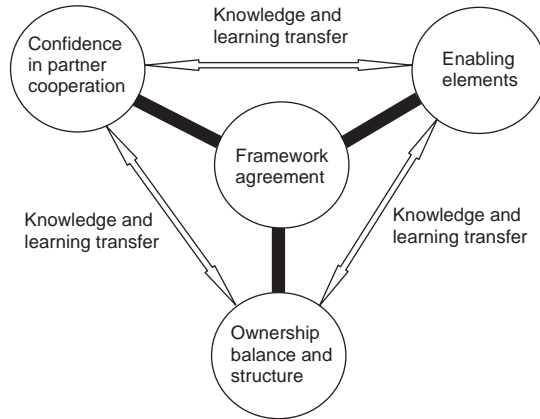 Knowledge and
learning transfer
Confidence
in partner
cooperation
Enabling
elements
Framework
agreement
Knowledge and
learning transfer
Knowledge and
learning transfer
Ownership
balance and
structure